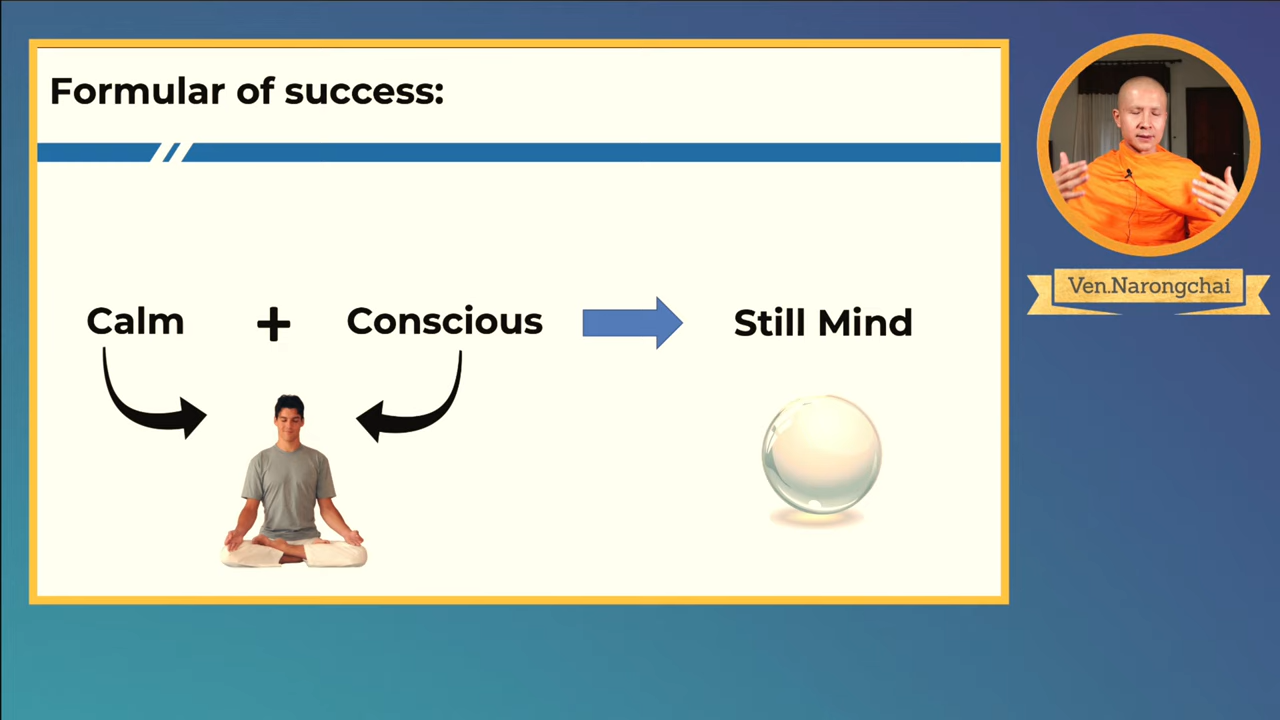 Formular of success:
Calm + Conscious Still Mind
Ven.Narongchai